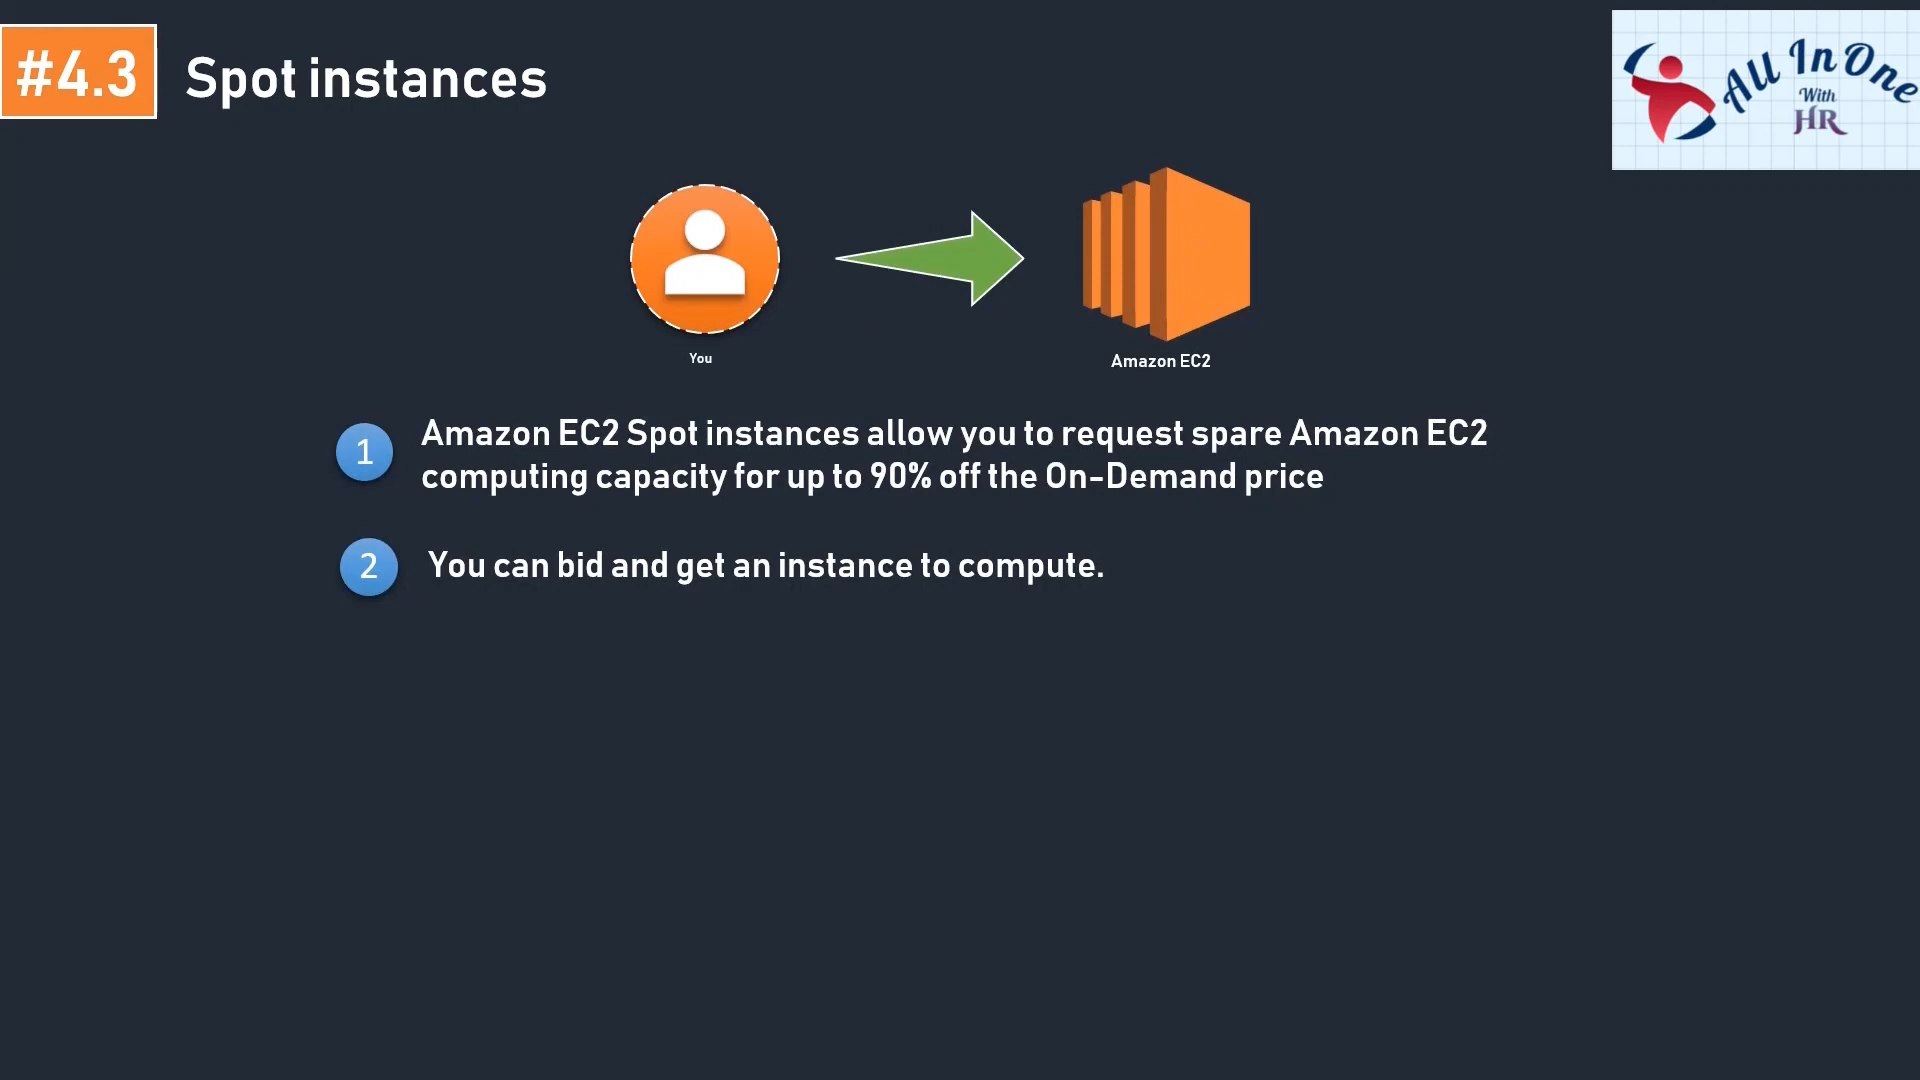 #4.3
Spot instances
All In One
With
HR
You
Amazon EC2
1
Amazon EC2 Spot instances allow you to request spare Amazon EC2
computing capacity for up to 90% off the On-Demand price
2
You can bid and get an instance to compute.